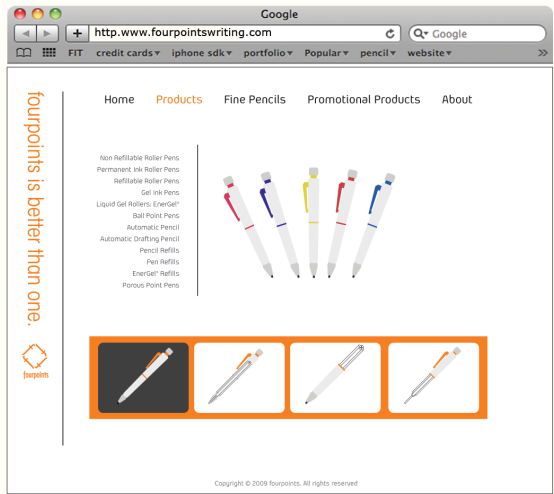 Google
http.www.fourpointswriting.com
Google
FIT credit cards iphone sdk portfolio Popular pencil website
Home Products Fine Pencils Promotional Products About
fourpoints is better than one.
fourpoints
Non Refillable Roller Pens
Permanent Ink Roller Pens
Refillable Roller Pens
Gel Ink Pens
Liquid Gel Rollers: EnerGel®
Ball Point Pens
Automatic Pencil
Automatic Drafting Pencil
Pencil Refills
Pen Refills
EnerGel® Refills
Porous Point Pens
Copyright © 2009 fourpoints. All rights reserved